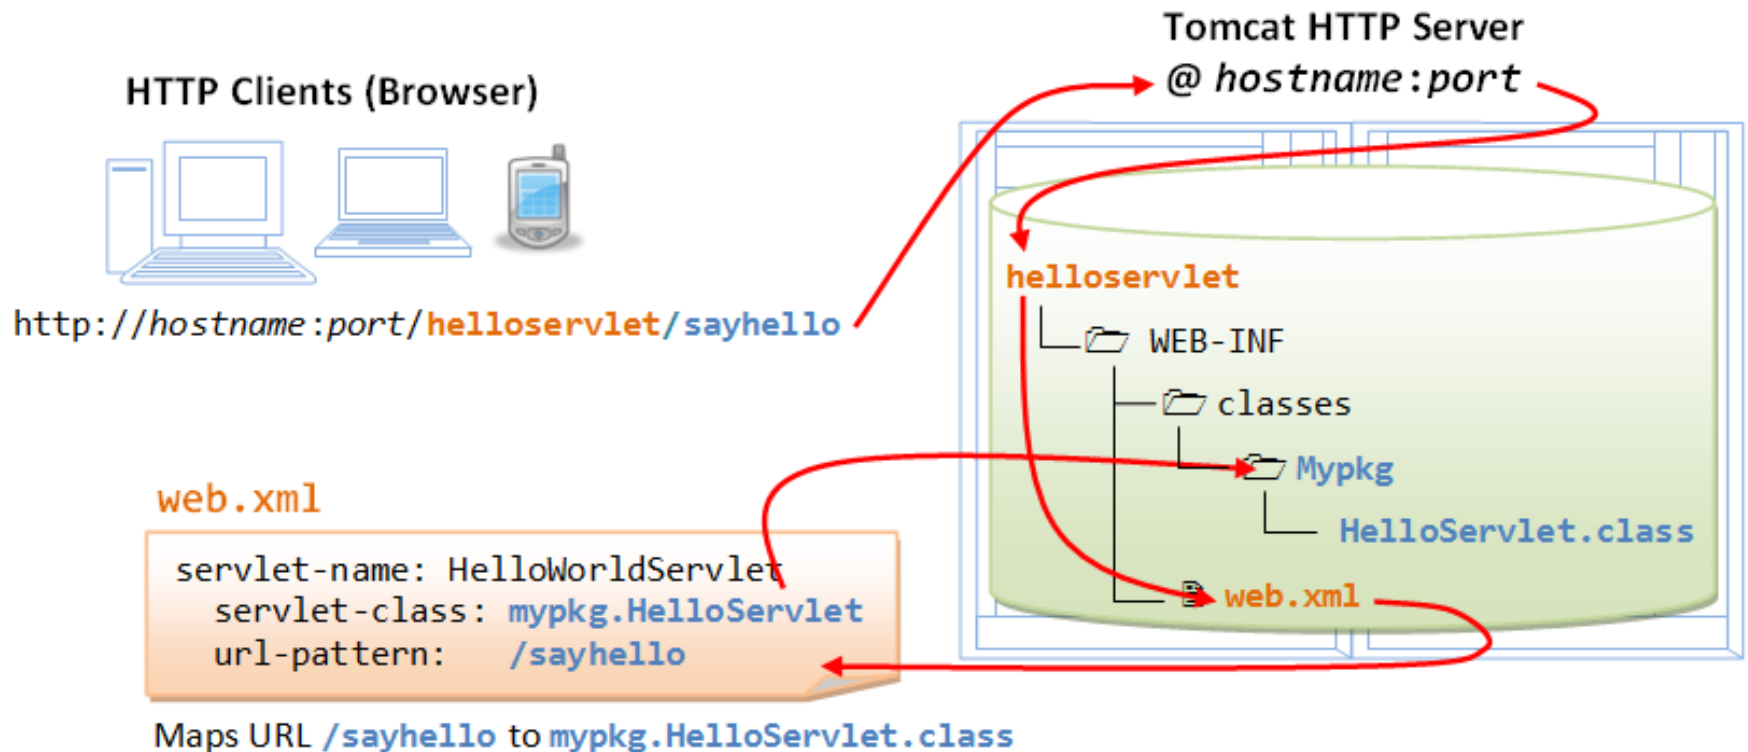 HTTP Clients (Browser)
http://hostname:port/helloservlet/sayhello
Tomcat HTTP Server
@ hostname:port
helloservlet
WEB-INF
classes
Mypkg
HelloServlet.class
web.xml
web.xml
servlet-name: HelloWorldServlet
servlet-class: mypkg.HelloServlet
url-pattern: /sayhello
Maps URL /sayhello to mypkg.HelloServlet.class